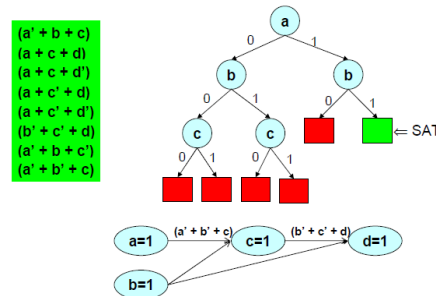 (a' + b + c)
(a + c + d)
(a + c + d')
(a + c' + d)
(a + c' + d')
(b' + c' + d)
(a' + b + c')
(a' + b' + c)
a
0 1
b b
0 1 0 1
c c ⇐ SAT
0 1 0 1
a=1 (a' + b' + c) c=1 (b' + c' + d) d=1
b=1